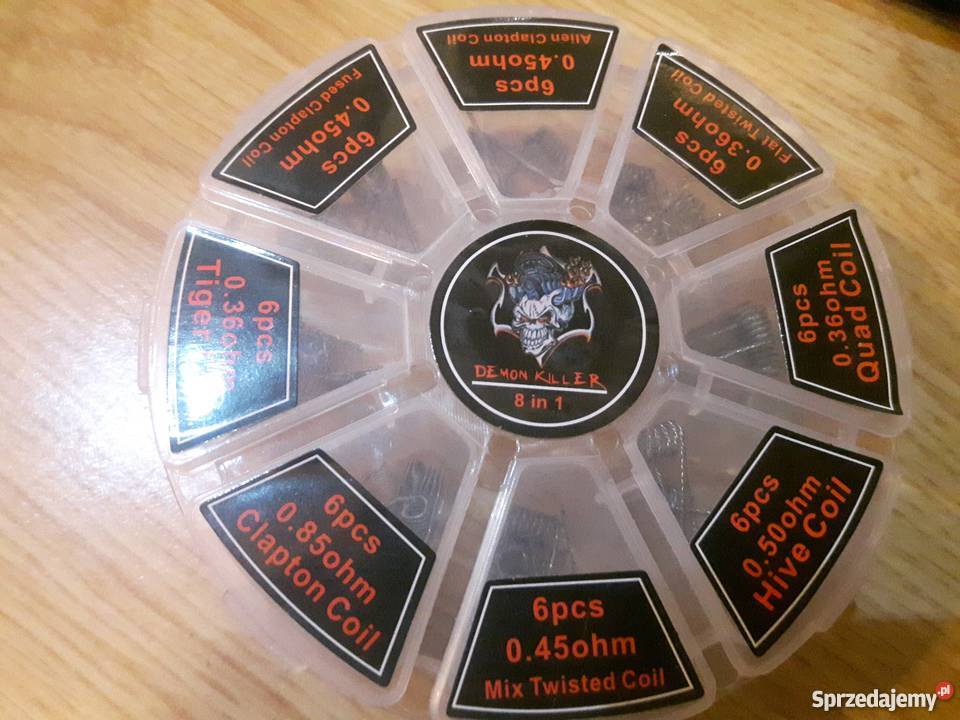 6pcs
0.45ohm
Alien Clapton Coil
6pcs
0.36ohm
Flat Twisted Coil
6pcs
0.36ohm
Quad Coil
6pcs
0.50ohm
Hive Coil
6pcs
0.45ohm
Mix Twisted Coil
6pcs
0.85ohm
Clapton Coil
6pcs
0.36ohm
Tiger
6pcs
0.45ohm
Fused Clapton Coil
DEMON KILLER
8 in 1
Sprzedajemy.pl